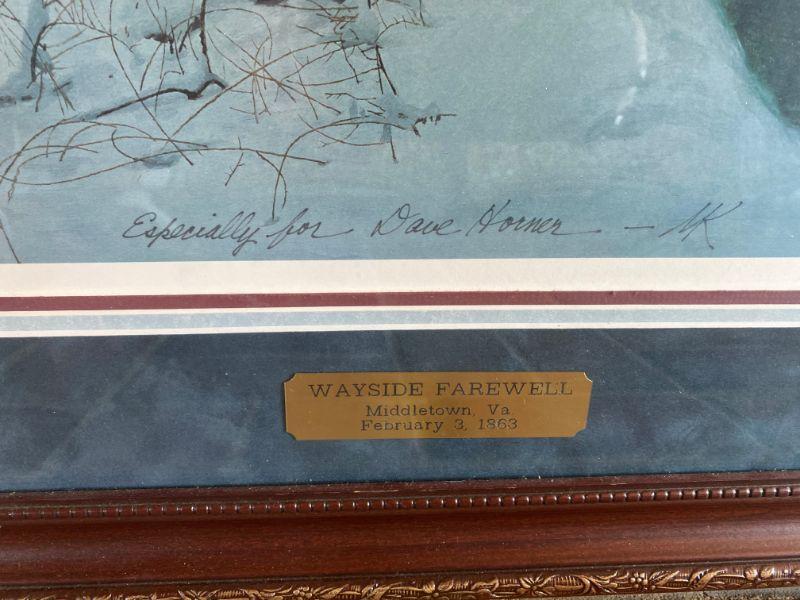 Especially for Dave Horner — MK
WAYSIDE FAREWELL
Middletown, Va
February 3, 1863